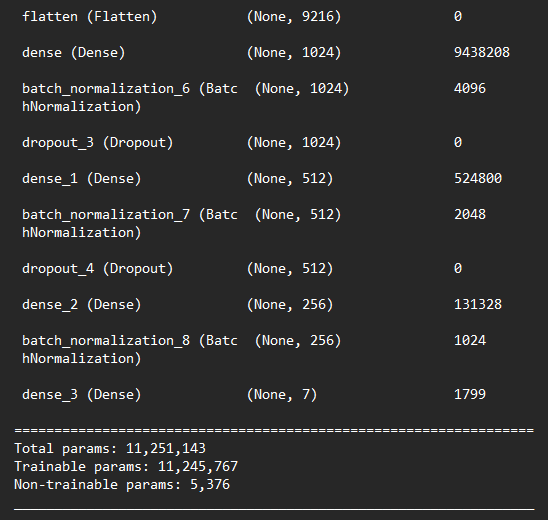 flatten (Flatten) (None, 9216) 0
dense (Dense) (None, 1024) 9438208
batch_normalization_6 (Batc (None, 1024) 4096
hNormalization)
dropout_3 (Dropout) (None, 1024) 0
dense_1 (Dense) (None, 512) 524800
batch_normalization_7 (Batc (None, 512) 2048
hNormalization)
dropout_4 (Dropout) (None, 512) 0
dense_2 (Dense) (None, 256) 131328
batch_normalization_8 (Batc (None, 256) 1024
hNormalization)
dense_3 (Dense) (None, 7) 1799
=================================================================
Total params: 11,251,143
Trainable params: 11,245,767
Non-trainable params: 5,376
_________________________________________________________________